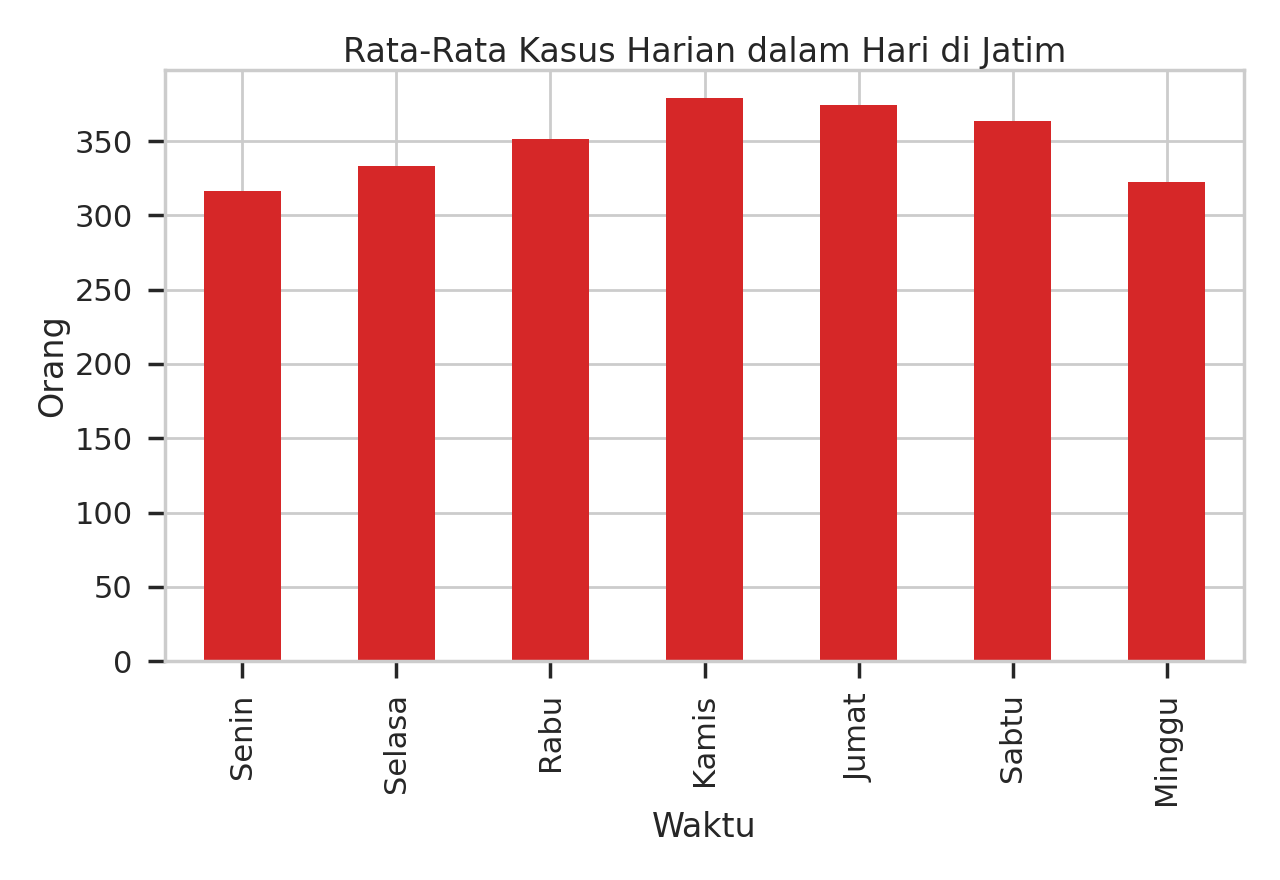 Rata-Rata Kasus Harian dalam Hari di Jatim
350
300
250
200
150
100
50
0
Orang
Senin
Selasa
Rabu
Kamis
Jumat
Sabtu
Minggu
Waktu